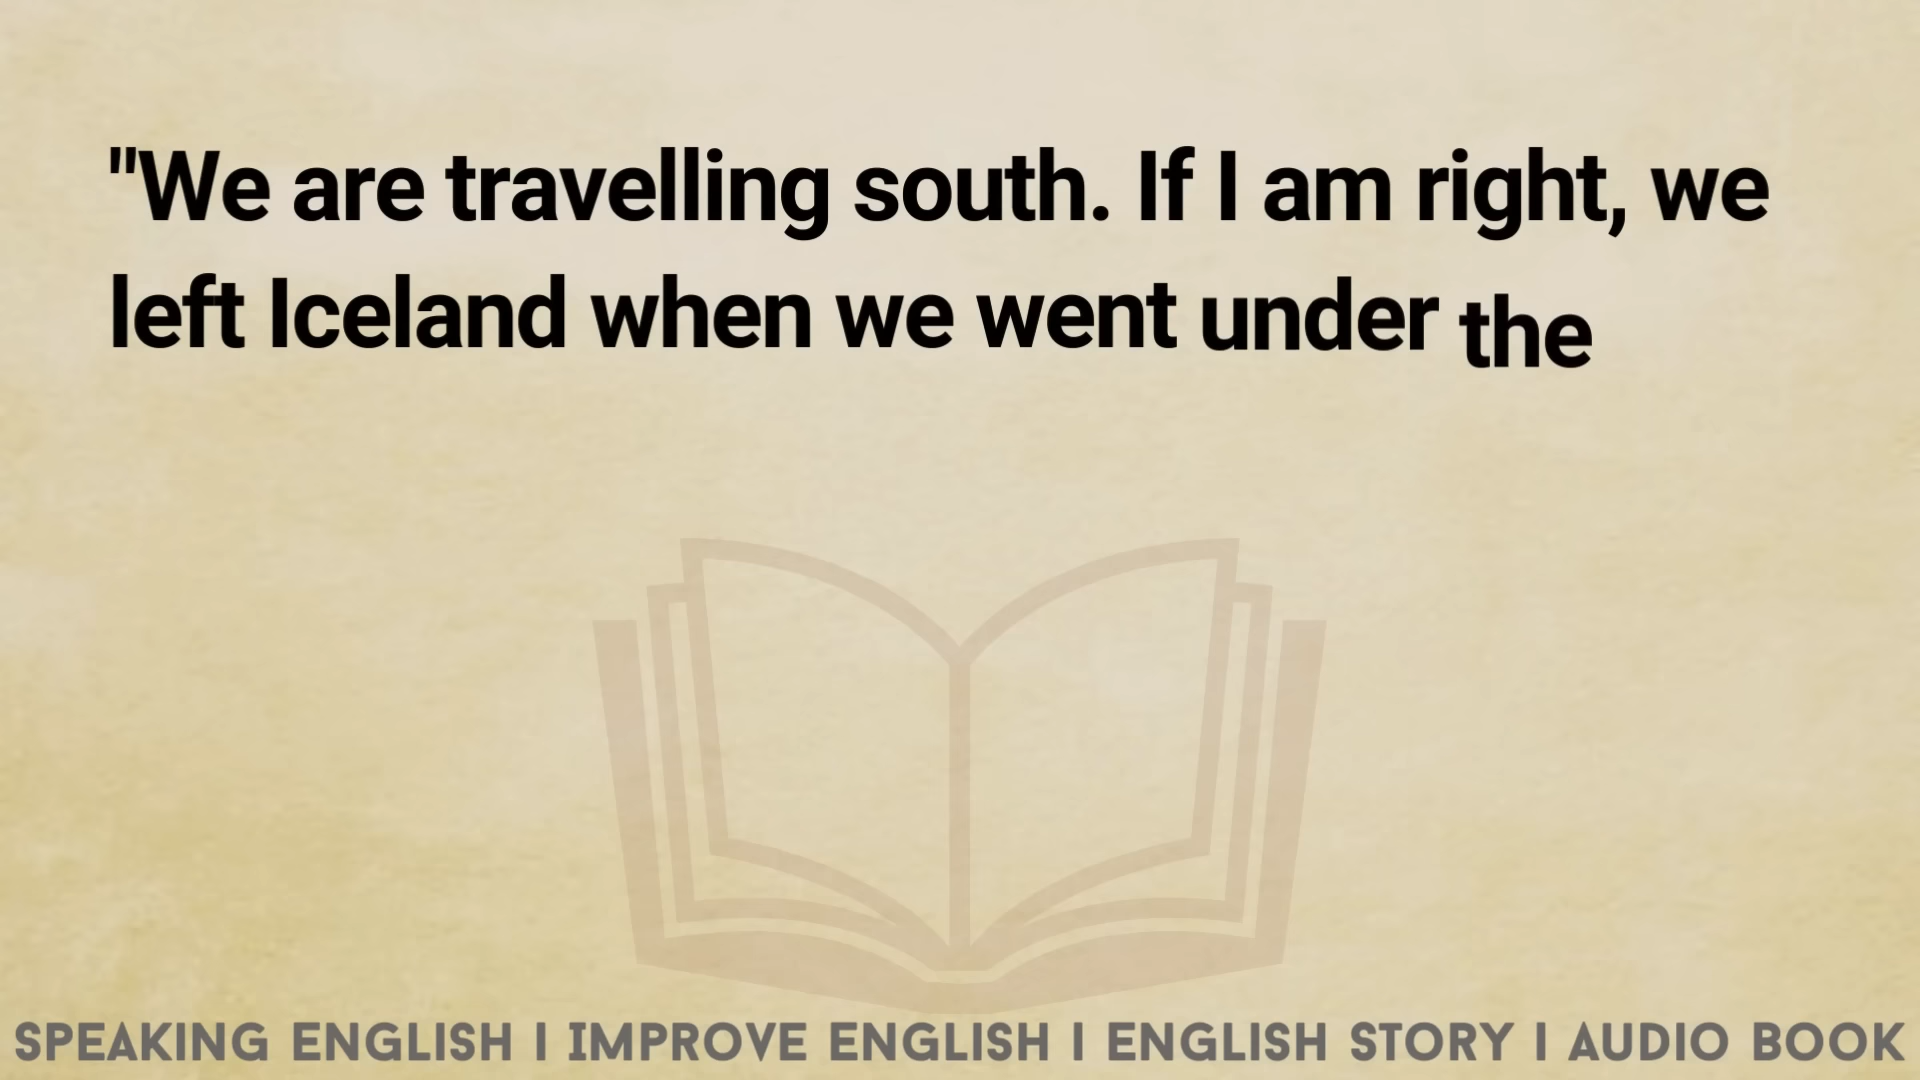 "We are travelling south. If I am right, we
left Iceland when we went under the
SPEAKING ENGLISH I IMPROVE ENGLISH I ENGLISH STORY I AUDIO BOOK